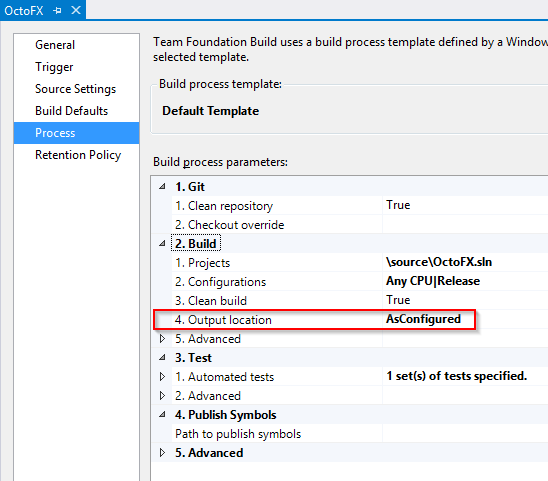 OctoFX
General
Trigger
Source Settings
Build Defaults
Process
Retention Policy
Team Foundation Build uses a build process template defined by a Window
selected template.
Build process template:
Default Template
Build process parameters:
1. Git
1. Clean repository True
2. Checkout override
2. Build
1. Projects \source\OctoFX.sln
2. Configurations Any CPU|Release
3. Clean build True
4. Output location AsConfigured
5. Advanced
3. Test
1. Automated tests 1 set(s) of tests specified.
2. Advanced
4. Publish Symbols
Path to publish symbols
5. Advanced